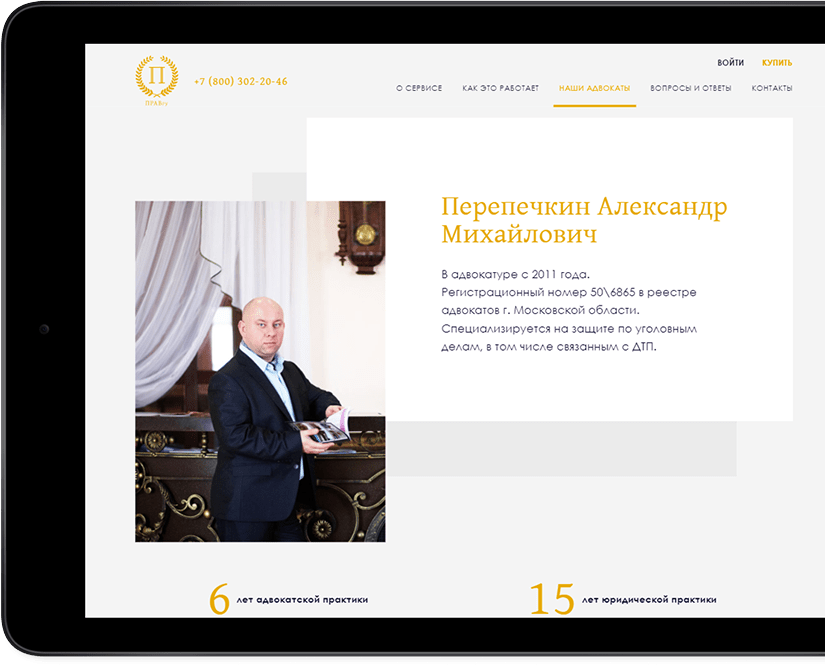 ВОЙТИ КУПИТЬ
П
+7 (800) 302-20-46
О СЕРВИСЕ КАК ЭТО РАБОТАЕТ НАШИ АДВОКАТЫ ВОПРОСЫ И ОТВЕТЫ КОНТАКТЫ
Перепечкин Александр
Михайлович
В адвокатуре с 2011 года.
Регистрационный номер 50\6865 в реестре
адвокатов г. Московской области.
Специализируется на защите по уголовным
делам, в том числе связанным с ДТП.
6 лет адвокатской практики
15 лет юридической практики